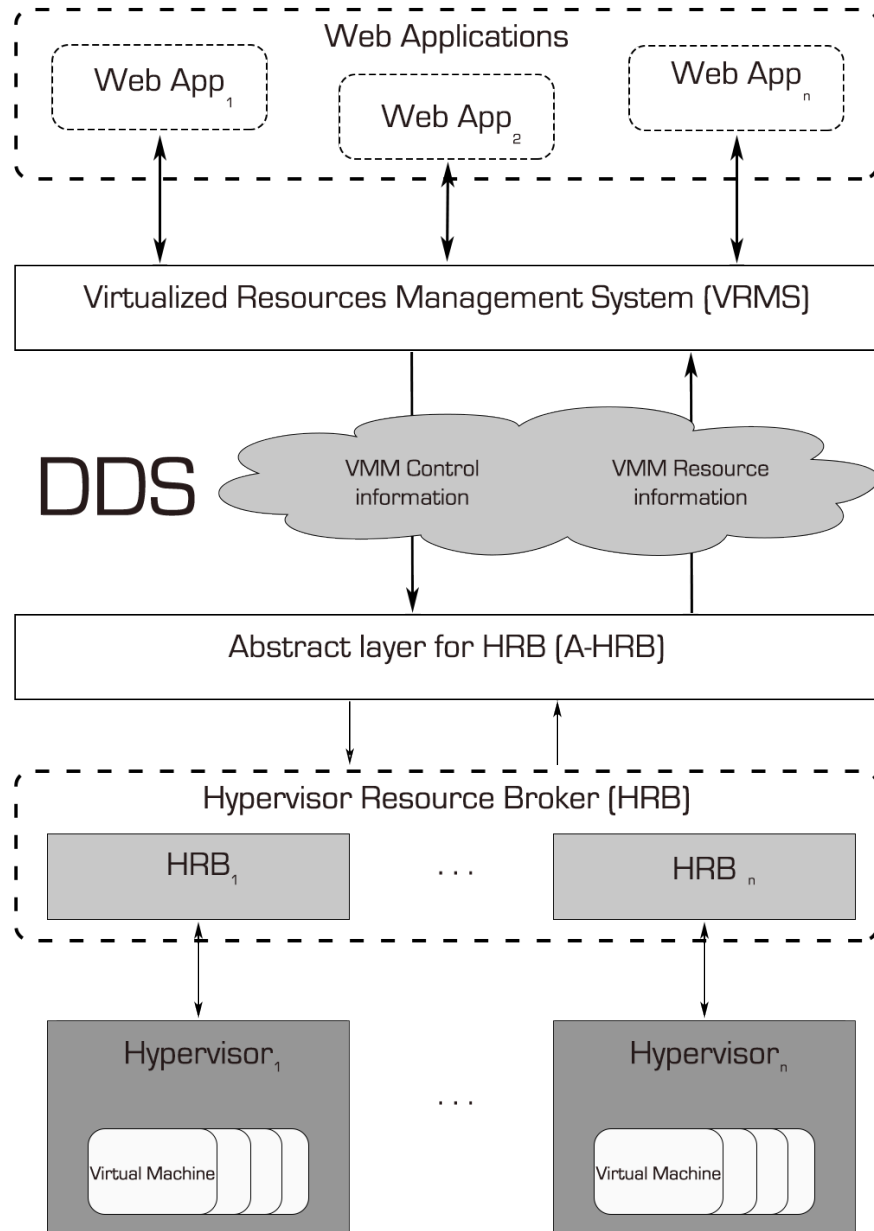 Web Applications
Web App1
Web App2
Web Appn
Virtualized Resources Management System (VRMS)
DDS
VMM Control
information
VMM Resource
information
Abstract layer for HRB (A-HRB)
Hypervisor Resource Broker (HRB)
HRB1
. . .
HRB n
Hypervisor1
. . .
Hypervisorn
Virtual Machine
Virtual Machine